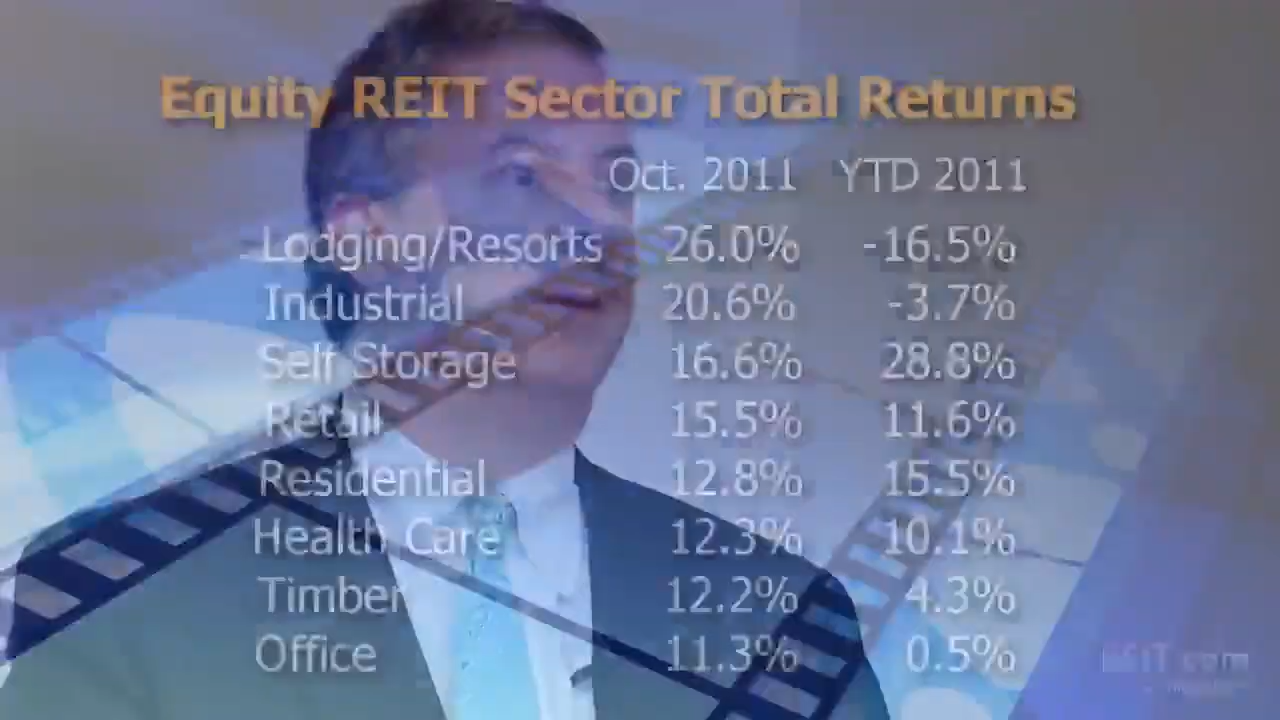 Equity REIT Sector Total Returns
Oct. 2011 YTD 2011
Lodging/Resorts 26.0% -16.5%
Industrial 20.6% -3.7%
Self Storage 16.6% 28.8%
Retail 15.5% 11.6%
Residential 12.8% 15.5%
Health Care 12.3% 10.1%
Timber 12.2% 4.3%
Office 11.3% 0.5%
REIT.com